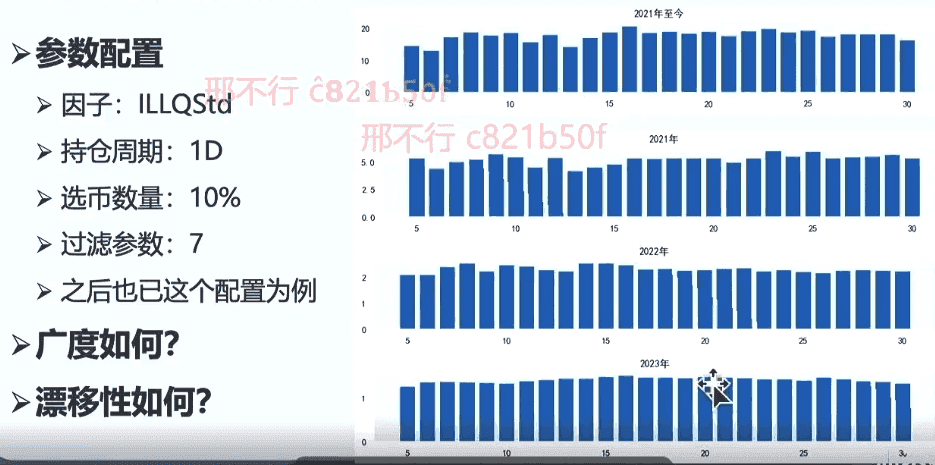 参数配置
因子：ILLQStd
持仓周期：1D
选币数量：10%
过滤参数：7
之后也已这个配置为例
广度如何？
漂移性如何？
邢不行 c821b50f
邢不行 c821b50f
2021年至今
20
10
0
5 10 15 20 25 30
2021年
5.0
2.5
0.0
5 10 15 20 25 30
2022年
2
1
0
5 10 15 20 25 30
2023年
1
0
5 10 15 20 25 30